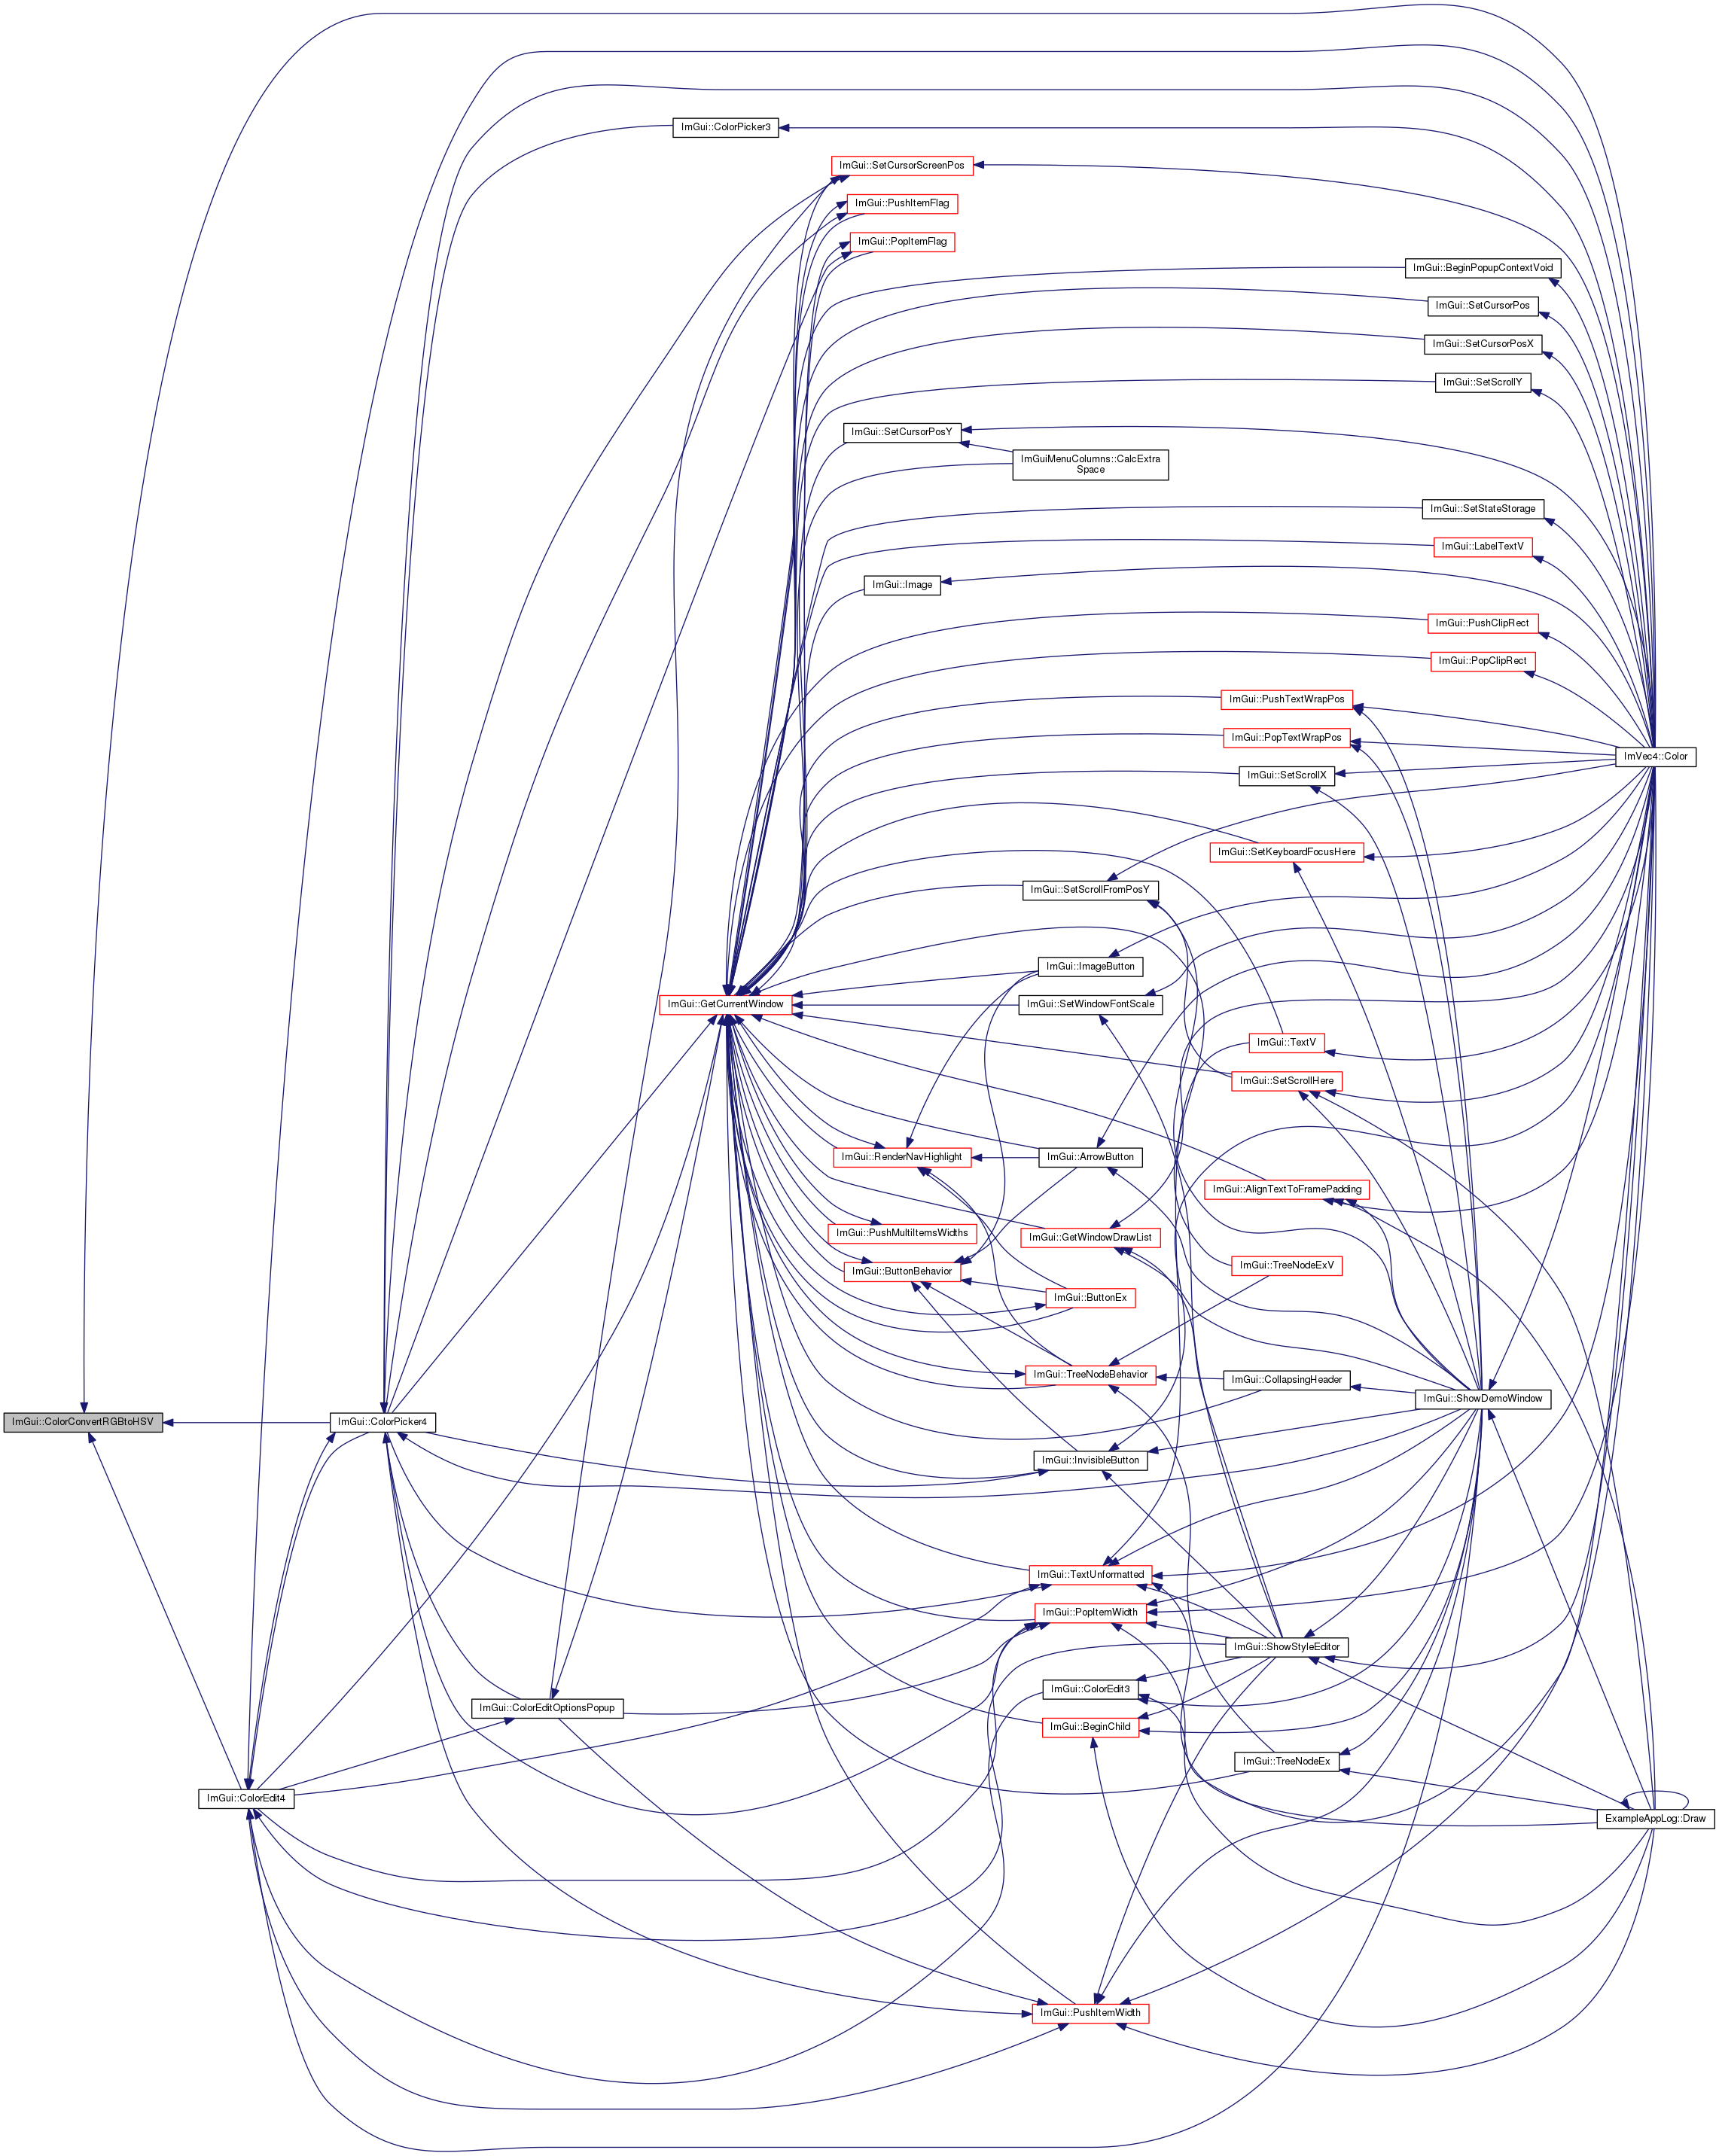 ImGui::ColorPicker3
ImGui::SetCursorScreenPos
ImGui::PushItemFlag
ImGui::PopItemFlag
ImGui::BeginPopupContextVoid
ImGui::SetCursorPos
ImGui::SetCursorPosX
ImGui::SetScrollY
ImGui::SetCursorPosY
ImGuiMenuColumns::CalcExtra
Space
ImGui::SetStateStorage
ImGui::LabelTextV
ImGui::Image
ImGui::PushClipRect
ImGui::PopClipRect
ImGui::PushTextWrapPos
ImGui::PopTextWrapPos
ImVec4::Color
ImGui::SetScrollX
ImGui::SetKeyboardFocusHere
ImGui::SetScrollFromPosY
ImGui::ImageButton
ImGui::GetCurrentWindow
ImGui::SetWindowFontScale
ImGui::TextV
ImGui::SetScrollHere
ImGui::RenderNavHighlight
ImGui::ArrowButton
ImGui::AlignTextToFramePadding
ImGui::PushMultiItemsWidths
ImGui::GetWindowDrawList
ImGui::TreeNodeExV
ImGui::ButtonBehavior
ImGui::ButtonEx
ImGui::TreeNodeBehavior
ImGui::CollapsingHeader
ImGui::ShowDemoWindow
ImGui::ColorConvertRGBtoHSV
ImGui::ColorPicker4
ImGui::InvisibleButton
ImGui::TextUnformatted
ImGui::PopItemWidth
ImGui::ShowStyleEditor
ImGui::ColorEdit3
ImGui::ColorEditOptionsPopup
ImGui::BeginChild
ImGui::TreeNodeEx
ImGui::ColorEdit4
ExampleAppLog::Draw
ImGui::PushItemWidth